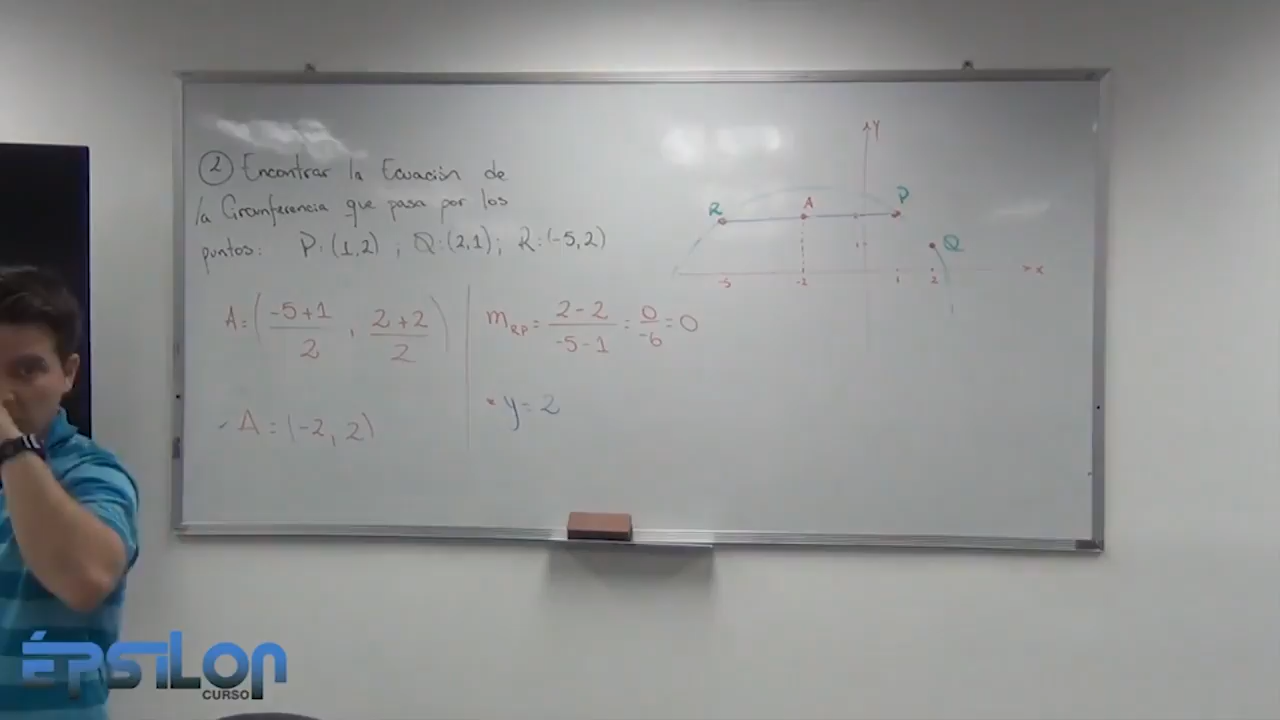 ② Encontrar la Ecuación de
la Circunferencia que pasa por los
puntos: P:(1,2) ; Q:(2,1); R:(-5,2)
A=(-5+1/2, 2+2/2)
A=(-2,2)
m_RP = 2-2/-5-1 = 0/-6 = 0
* y=2
Y
R A P
Q
-5 -2 1 2 x
ÉPSILON
CURSO